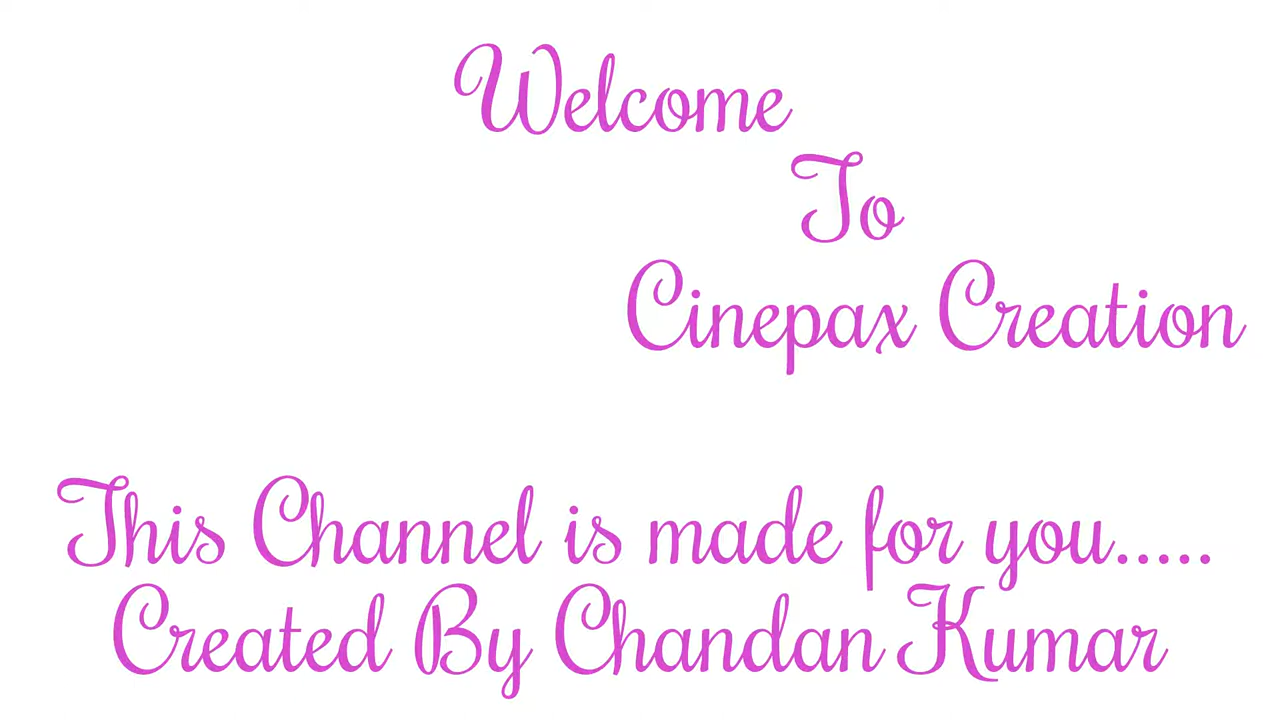 Welcome
To
Cinepax Creation
This Channel is made for you.....
Created By Chandan Kumar